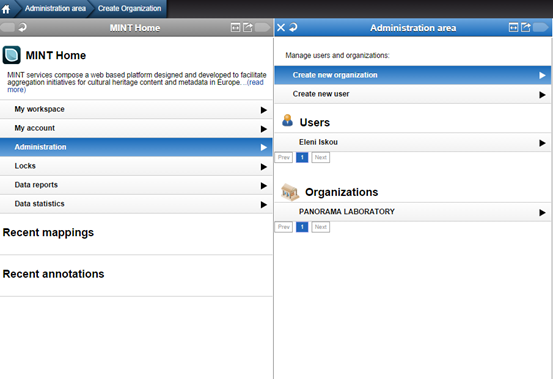 Administration area
Create Organization
MINT Home
MINT Home
MINT services compose a web based platform designed and developed to facilitate
aggregation initiatives for cultural heritage content and metadata in Europe...(read
more)
My workspace
My account
Administration
Locks
Data reports
Data statistics
Recent mappings
Recent annotations
Administration area
Manage users and organizations:
Create new organization
Create new user
Users
Eleni Iskou
Prev 1 Next
Organizations
PANORAMA LABORATORY
Prev 1 Next